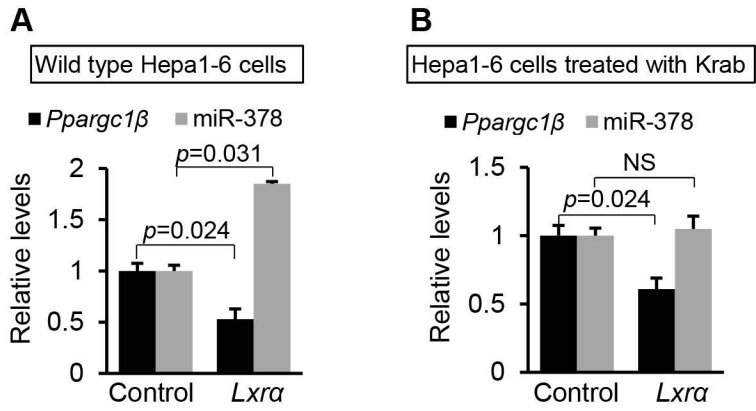 A
Wild type Hepa1-6 cells
Ppargc1β miR-378
p=0.031
p=0.024
Relative levels
2
1.5
1
0.5
0
Control Lxrα
B
Hepa1-6 cells treated with Krab
Ppargc1β miR-378
NS
p=0.024
Relative levels
1.5
1
0.5
0
Control Lxrα